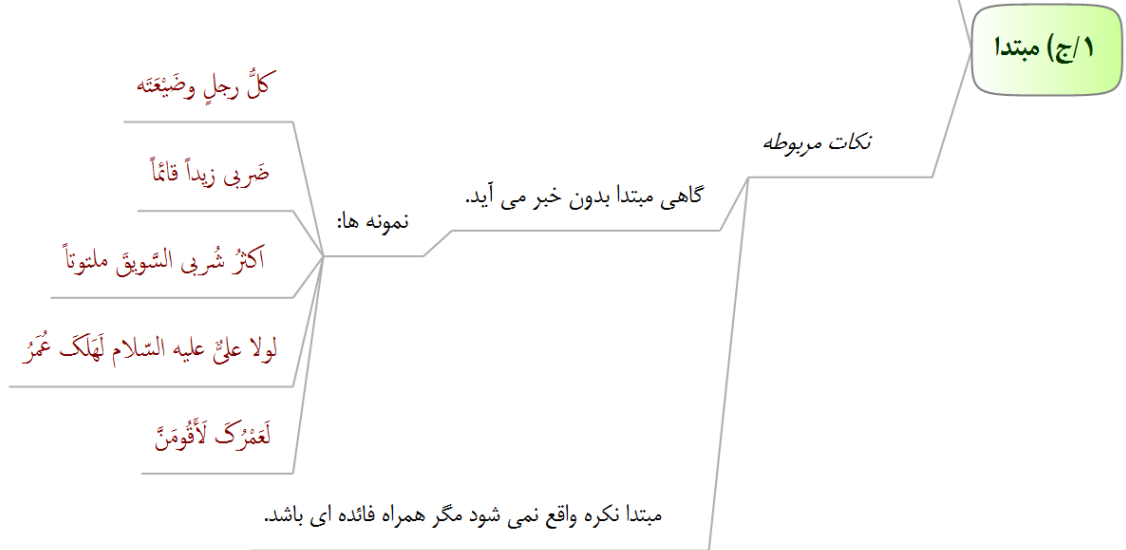 ۱/ج) مبتدا
نکات مربوطه
گاهی مبتدا بدون خبر می آید.
نمونه ها:
کلُّ رجلٍ وضَیْعَتَه
ضَربی زیداً قائماً
اَکثرُ شُربی السَّویقَ ملتوتاً
لولا علیٌّ علیه السّلام لَهَلَکَ عُمَرُ
لَعَمْرُکَ لَأَقُومَنَّ
مبتدا نکره واقع نمی شود مگر همراه فائده ای باشد.